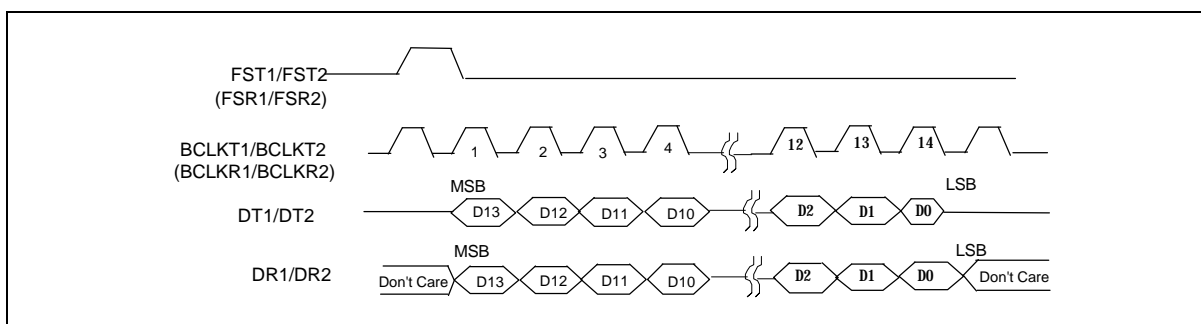 FST1/FST2
(FSR1/FSR2)
BCLKT1/BCLKT2
(BCLKR1/BCLKR2)
1 2 3 4 12 13 14
MSB LSB
DT1/DT2
D13 D12 D11 D10 D2 D1 D0
MSB LSB
DR1/DR2
Don't Care D13 D12 D11 D10 D2 D1 D0 Don't Care